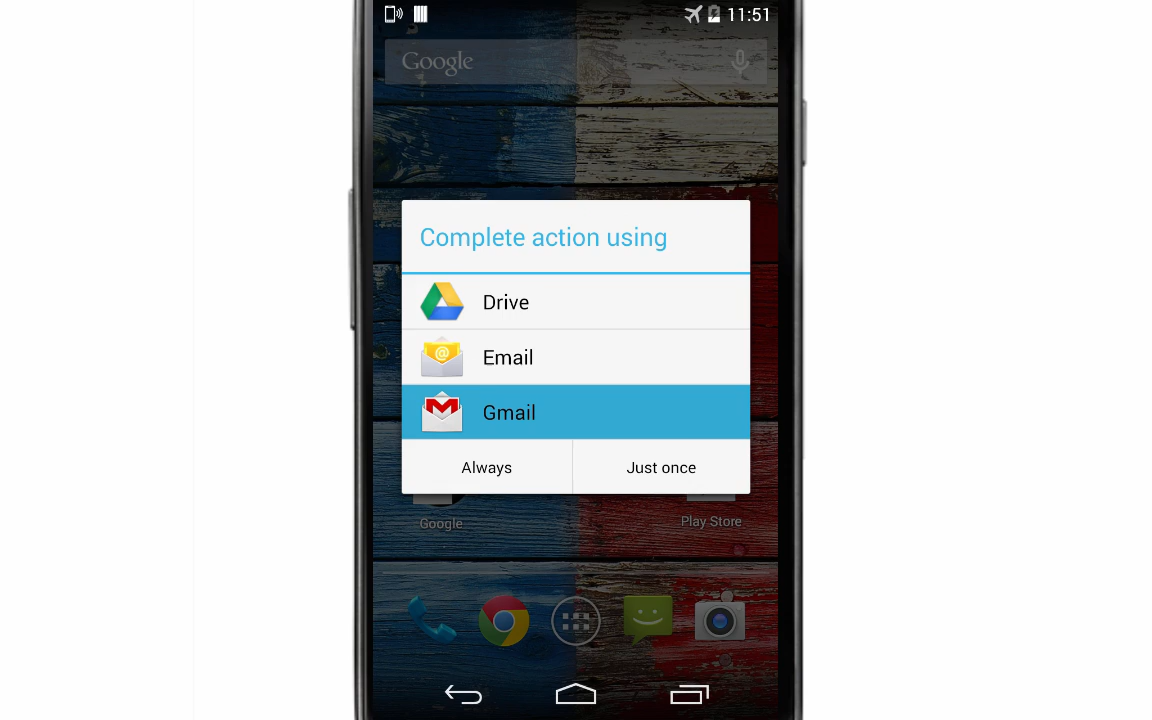 11:51
Google
Complete action using
Drive
Email
Gmail
Always
Just once
Google
Play Store